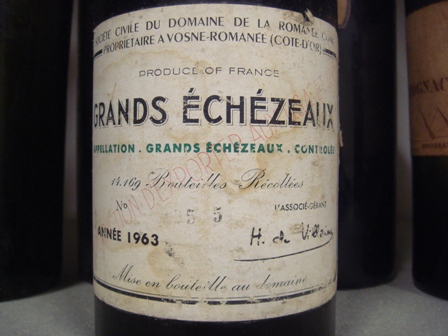 SOCIÉTÉ CIVILE DU DOMAINE DE LA ROMANÉE
PROPRIÉTAIRE A VOSNE-ROMANÉE (COTE-D'OR)
PRODUCE OF FRANCE
GRANDS ÉCHÉZEAUX
APPELLATION . GRANDS ÉCHÉZEAUX . CONTROLÉE
14.169 Bouteilles Récoltées
No 55
L'ASSOCIÉ-GÉRANT
ANNÉE 1963
H. de Villaine
Mise en bouteille au domaine